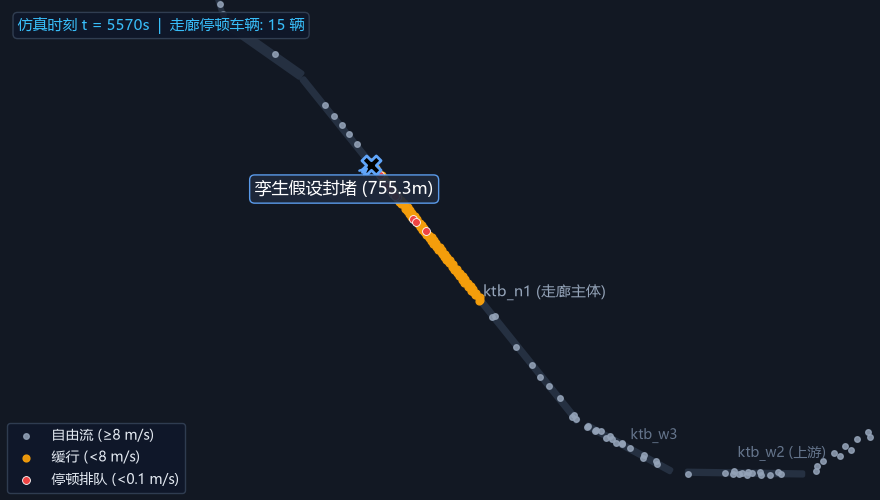 仿真时刻 t = 5570s | 走廊停顿车辆: 15 辆
孪生假设封堵 (755.3m)
ktb_n1 (走廊主体)
ktb_w3
ktb_w2 (上游)
自由流 (≥8 m/s)
缓行 (<8 m/s)
停顿排队 (<0.1 m/s)